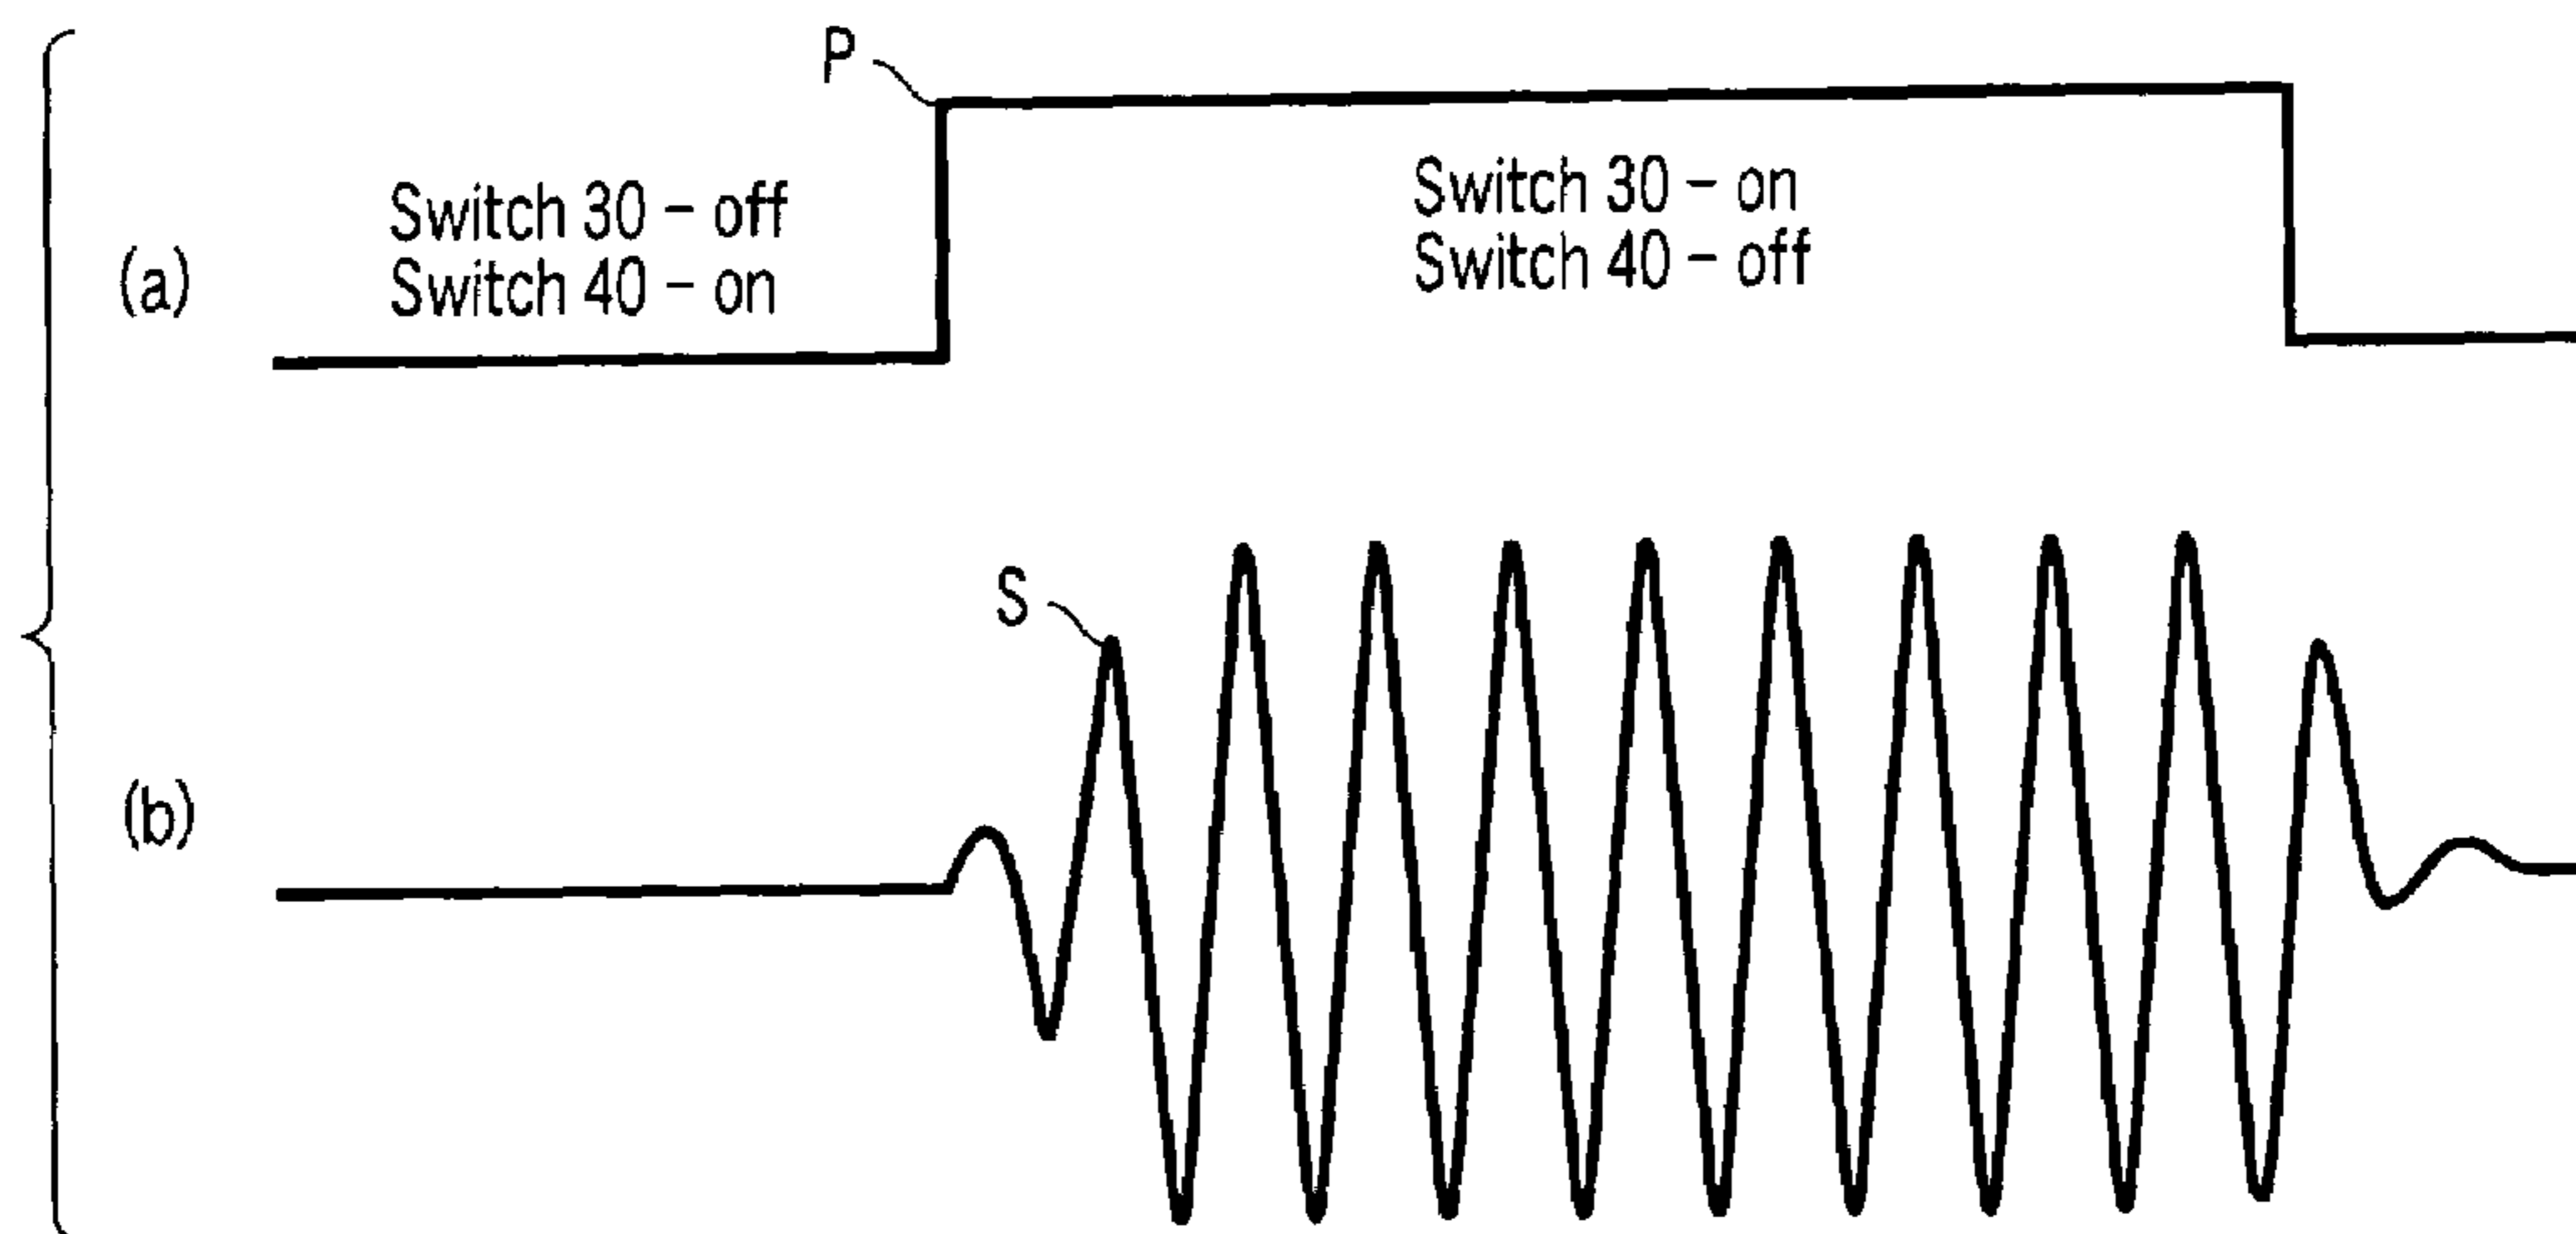 P
Switch 30 – off
Switch 40 – on
Switch 30 – on
Switch 40 – off
(a)
S
(b)